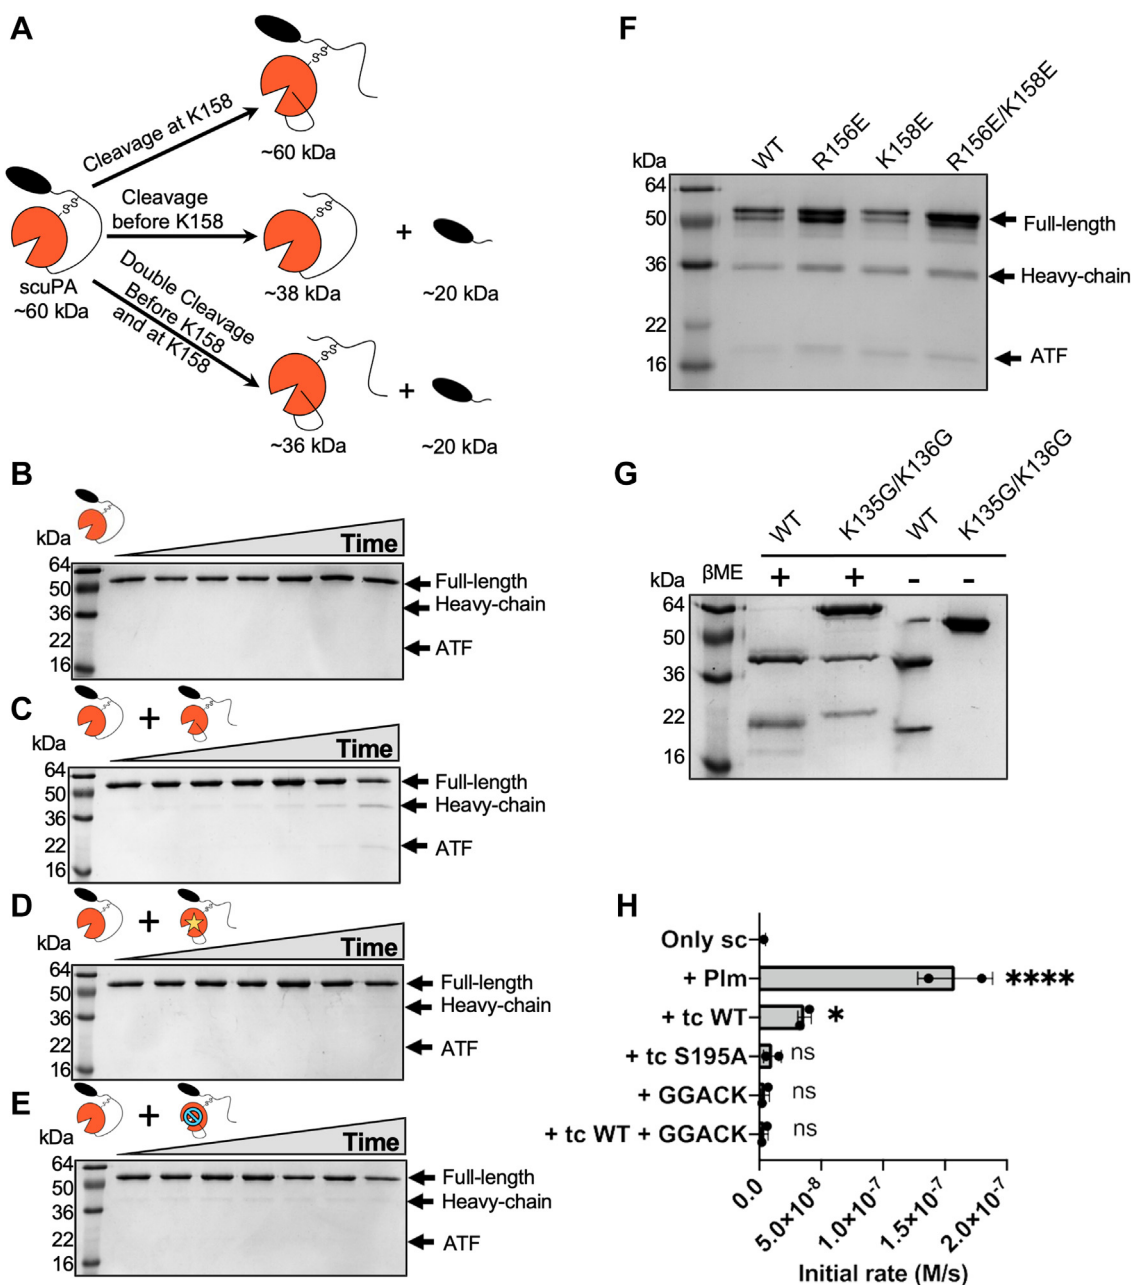 A
Cleavage at K158
~60 kDa
Cleavage
before K158
+
~38 kDa
~20 kDa
scuPA
~60 kDa
Double Cleavage
Before K158
and at K158
+
~36 kDa
~20 kDa
B
kDa
Time
64
50
36
22
16
Full-length
Heavy-chain
ATF
C
+
kDa
Time
64
50
36
22
16
Full-length
Heavy-chain
ATF
D
+
kDa
Time
64
50
36
22
16
Full-length
Heavy-chain
ATF
E
+
kDa
Time
64
50
36
22
16
Full-length
Heavy-chain
ATF
F
WT
R156E
K158E
R156E/K158E
kDa
64
50
36
22
16
Full-length
Heavy-chain
ATF
G
WT
K135G/K136G
WT
K135G/K136G
kDa βME + + - -
64
50
36
22
16
H
Only sc
+ Plm ****
+ tc WT *
+ tc S195A ns
+ GGACK ns
+ tc WT + GGACK ns
0.0 5.0×10⁻⁸ 1.0×10⁻⁷ 1.5×10⁻⁷ 2.0×10⁻⁷
Initial rate (M/s)